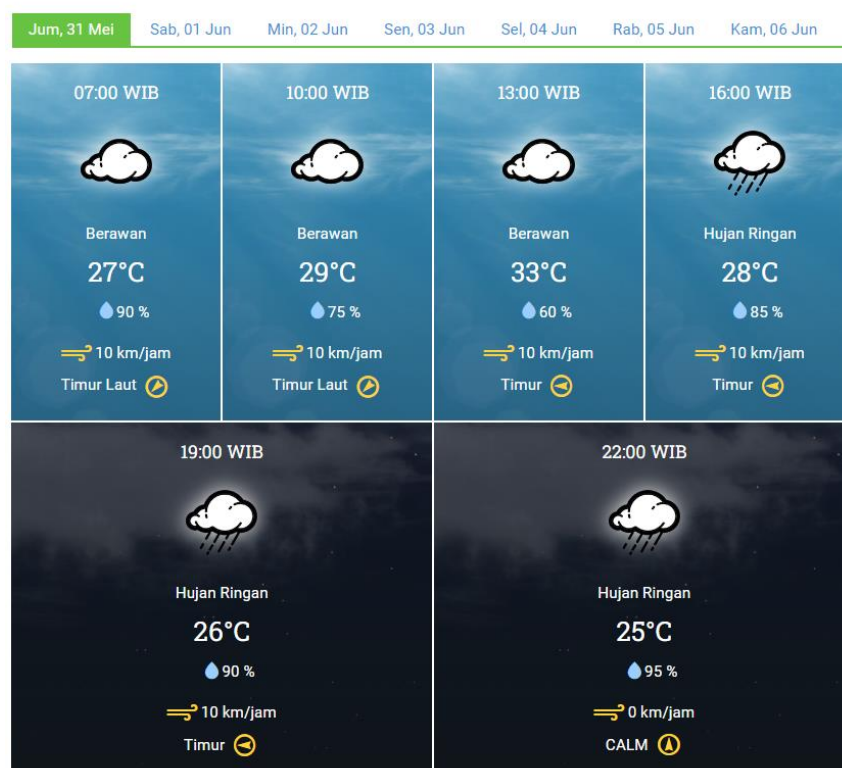 Jum, 31 Mei Sab, 01 Jun Min, 02 Jun Sen, 03 Jun Sel, 04 Jun Rab, 05 Jun Kam, 06 Jun
07:00 WIB
Berawan
27°C
90 %
10 km/jam
Timur Laut
10:00 WIB
Berawan
29°C
75 %
10 km/jam
Timur Laut
13:00 WIB
Berawan
33°C
60 %
10 km/jam
Timur
16:00 WIB
Hujan Ringan
28°C
85 %
10 km/jam
Timur
19:00 WIB
Hujan Ringan
26°C
90 %
10 km/jam
Timur
22:00 WIB
Hujan Ringan
25°C
95 %
0 km/jam
CALM